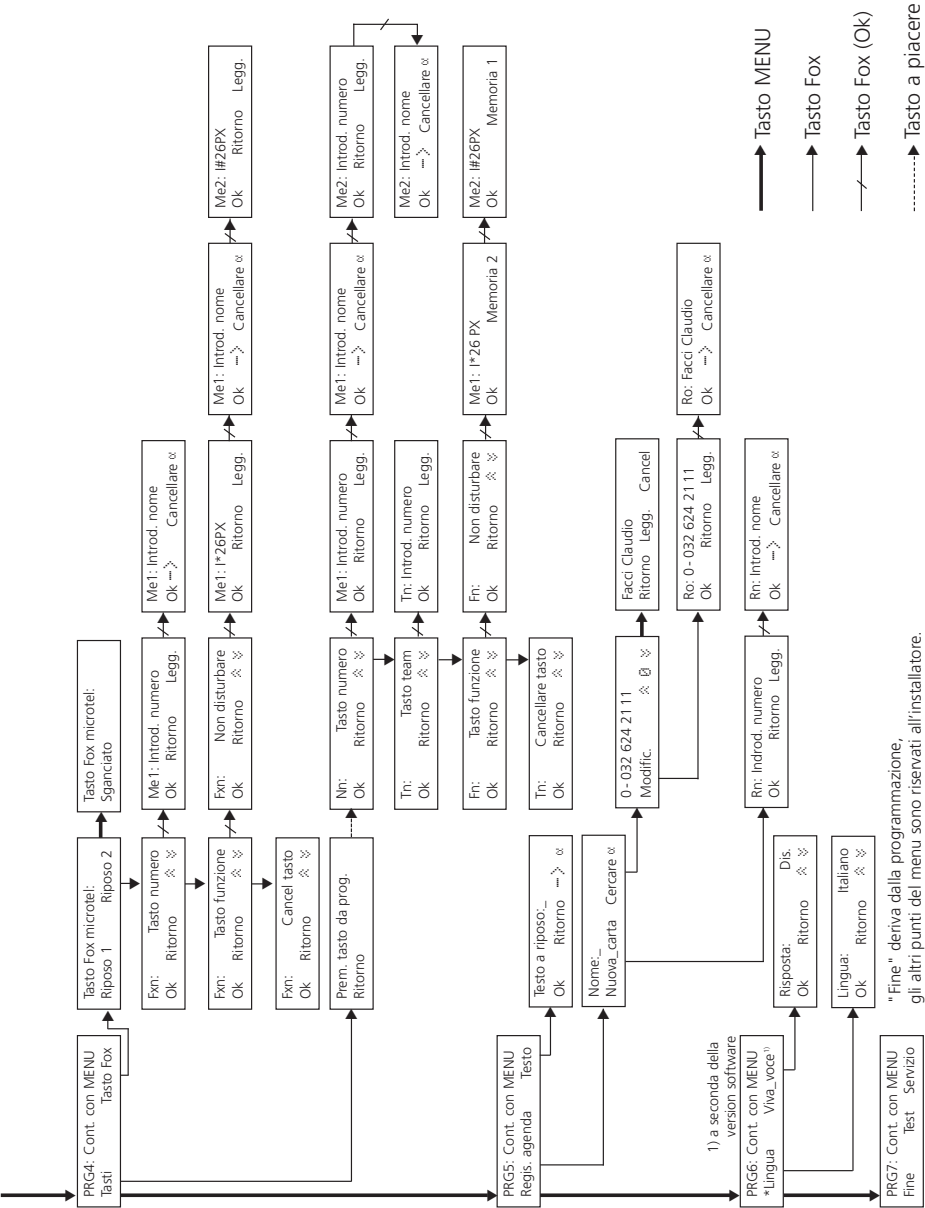 PRG4: Cont. con MENU
Tasti Tasto Fox
Tasto Fox microtel:
Riposo 1 Riposo 2
Tasto Fox microtel:
Sganciato
Fxn: Tasto numero
Ok Ritorno ︽ ︾
Me1: Introd. numero
Ok Ritorno Legg.
Me1: Introd. nome
Ok ---> Cancellare α
Fxn: Tasto funzione
Ok Ritorno ︽ ︾
Fxn: Non disturbare
Ok Ritorno ︽ ︾
Me1: I*26PX
Ok Ritorno Legg.
Me1: Introd. nome
Ok ---> Cancellare α
Me2: I#26PX
Ok Ritorno Legg.
Fxn: Cancel tasto
Ok Ritorno ︽ ︾
Prem. tasto da prog.
Ritorno
Nn: Tasto numero
Ok Ritorno ︽ ︾
Me1: Introd. numero
Ok Ritorno Legg.
Me1: Introd. nome
Ok ---> Cancellare α
Me2: Introd. numero
Ok Ritorno Legg.
Me2: Introd. nome
Ok ---> Cancellare α
Tn: Tasto team
Ok Ritorno ︽ ︾
Tn: Introd. numero
Ok Ritorno Legg.
Fn: Tasto funzione
Ok Ritorno ︽ ︾
Fn: Non disturbare
Ok Ritorno ︽ ︾
Me1: I*26 PX
Ok Memoria 2
Me2: I#26PX
Ok Memoria 1
Tn: Cancellare tasto
Ok Ritorno ︽ ︾
PRG5: Cont. con MENU
Regis. agenda Testo
Testo a riposo:_
Ok Ritorno ---> α
Nome:_
Nuova_carta Cercare α
0- 032 624 21 11
Modific. ︽ @ ︾
Facci Claudio
Ritorno Legg. Cancel
Ro: 0 - 032 624 21 11
Ok Ritorno Legg.
Ro: Facci Claudio
Ok ---> Cancellare α
Rn: Indrod. numero
Ok Ritorno Legg.
Rn: Introd. nome
Ok ---> Cancellare α
1) a seconda della
version software
PRG6: Cont. con MENU
*Lingua Viva_voce1)
Risposta: Dis.
Ok Ritorno ︽ ︾
Lingua: Italiano
Ok Ritorno ︽ ︾
PRG7: Cont. con MENU
Fine Test Servizio
"Fine" deriva dalla programmazione,
gli altri punti del menu sono riservati all'installatore.
Tasto MENU
Tasto Fox
Tasto Fox (Ok)
Tasto a piacere